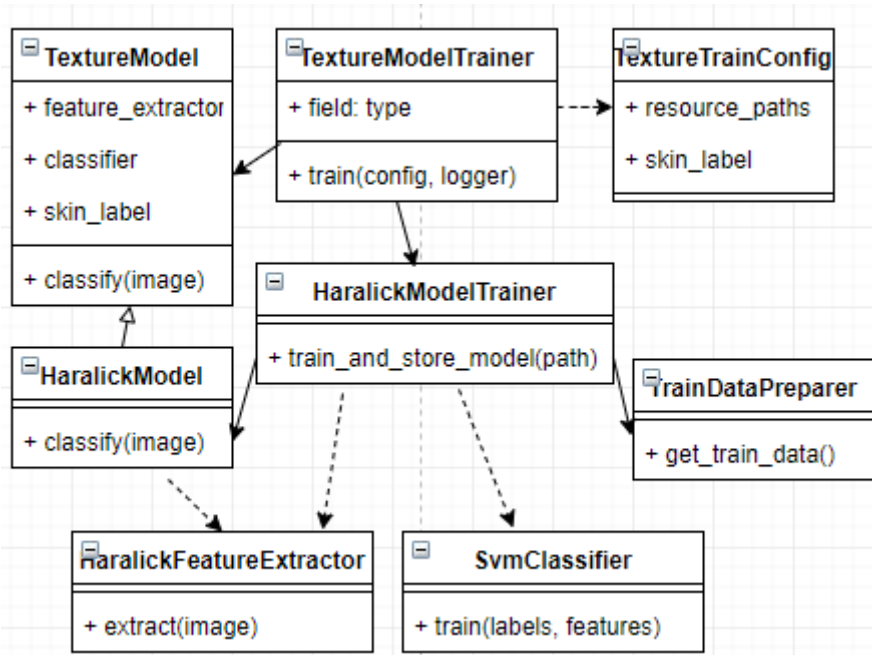 TextureModel
+ feature_extractor
+ classifier
+ skin_label
+ classify(image)
TextureModelTrainer
+ field: type
+ train(config, logger)
TextureTrainConfig
+ resource_paths
+ skin_label
HaralickModelTrainer
+ train_and_store_model(path)
HaralickModel
+ classify(image)
TrainDataPreparer
+ get_train_data()
HaralickFeatureExtractor
+ extract(image)
SvmClassifier
+ train(labels, features)